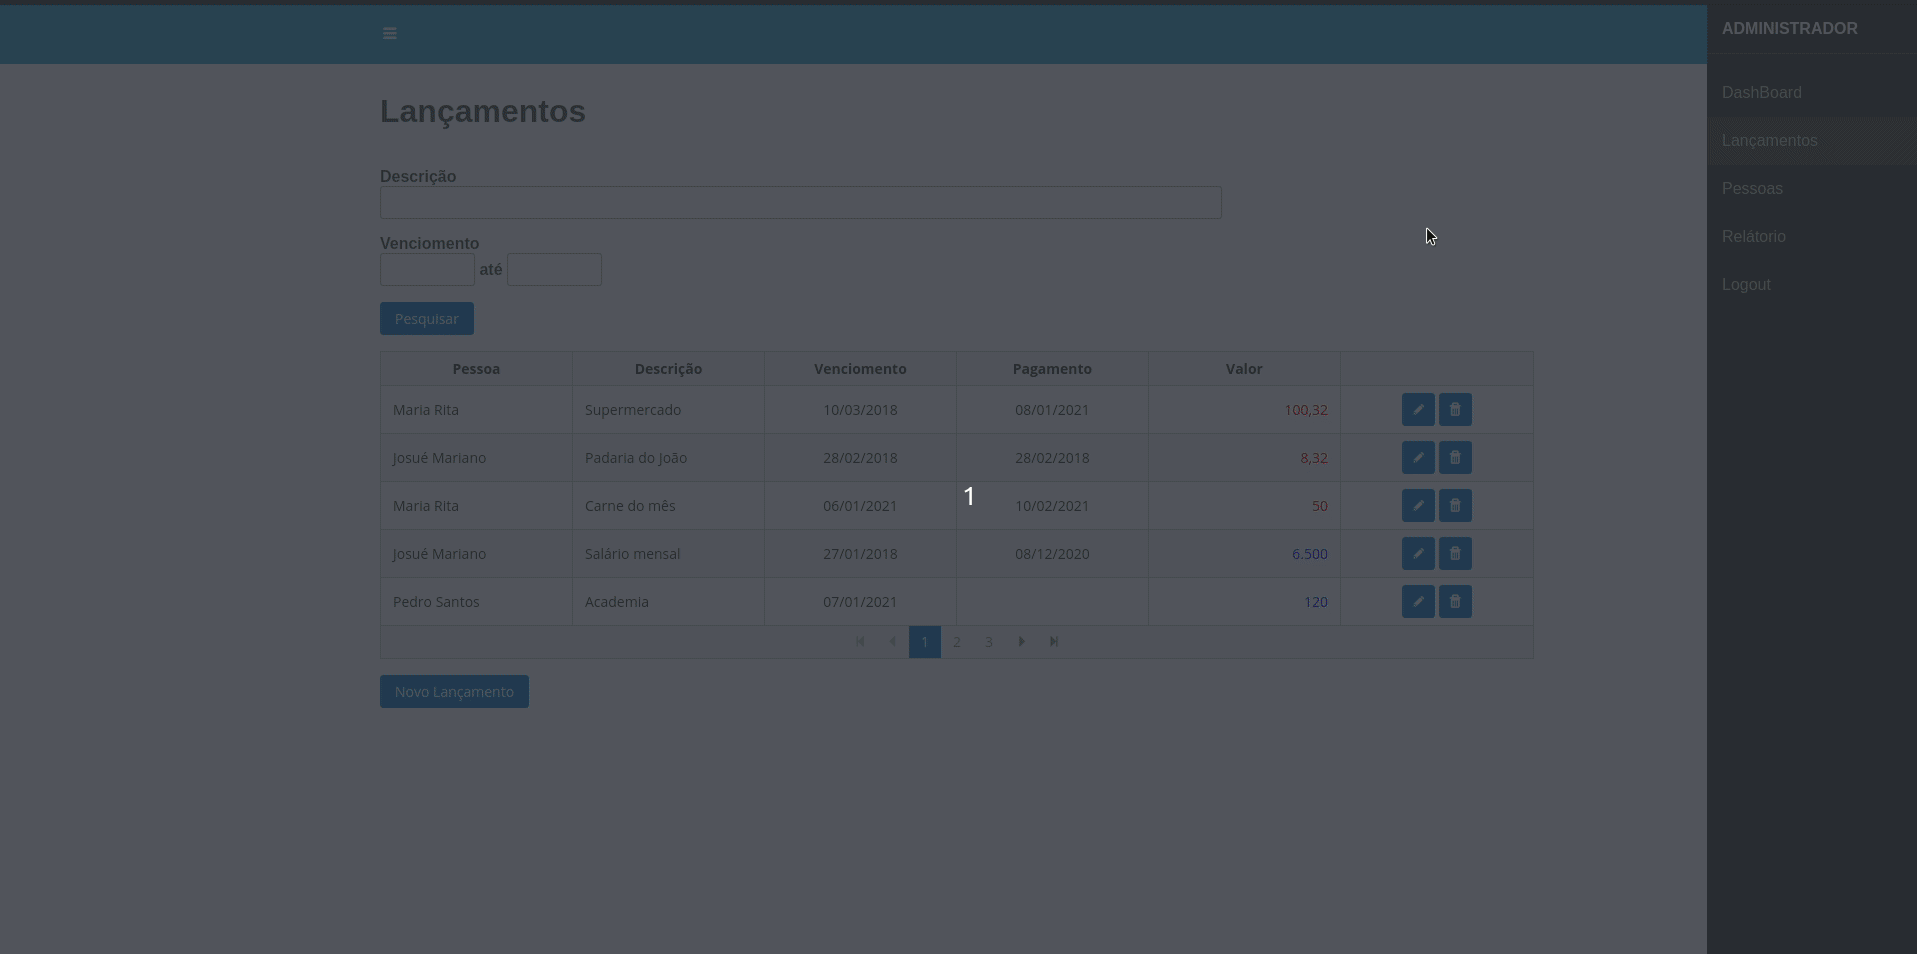 ADMINISTRADOR
DashBoard
Lançamentos
Pessoas
Relátorio
Logout
Lançamentos
Descrição
Venciomento
até
Pesquisar
Pessoa Descrição Venciomento Pagamento Valor
Maria Rita Supermercado 10/03/2018 08/01/2021 100,32
Josué Mariano Padaria do João 28/02/2018 28/02/2018 8,32
Maria Rita Carne do mês 06/01/2021 10/02/2021 50
Josué Mariano Salário mensal 27/01/2018 08/12/2020 6.500
Pedro Santos Academia 07/01/2021 120
1 2 3
Novo Lançamento
1